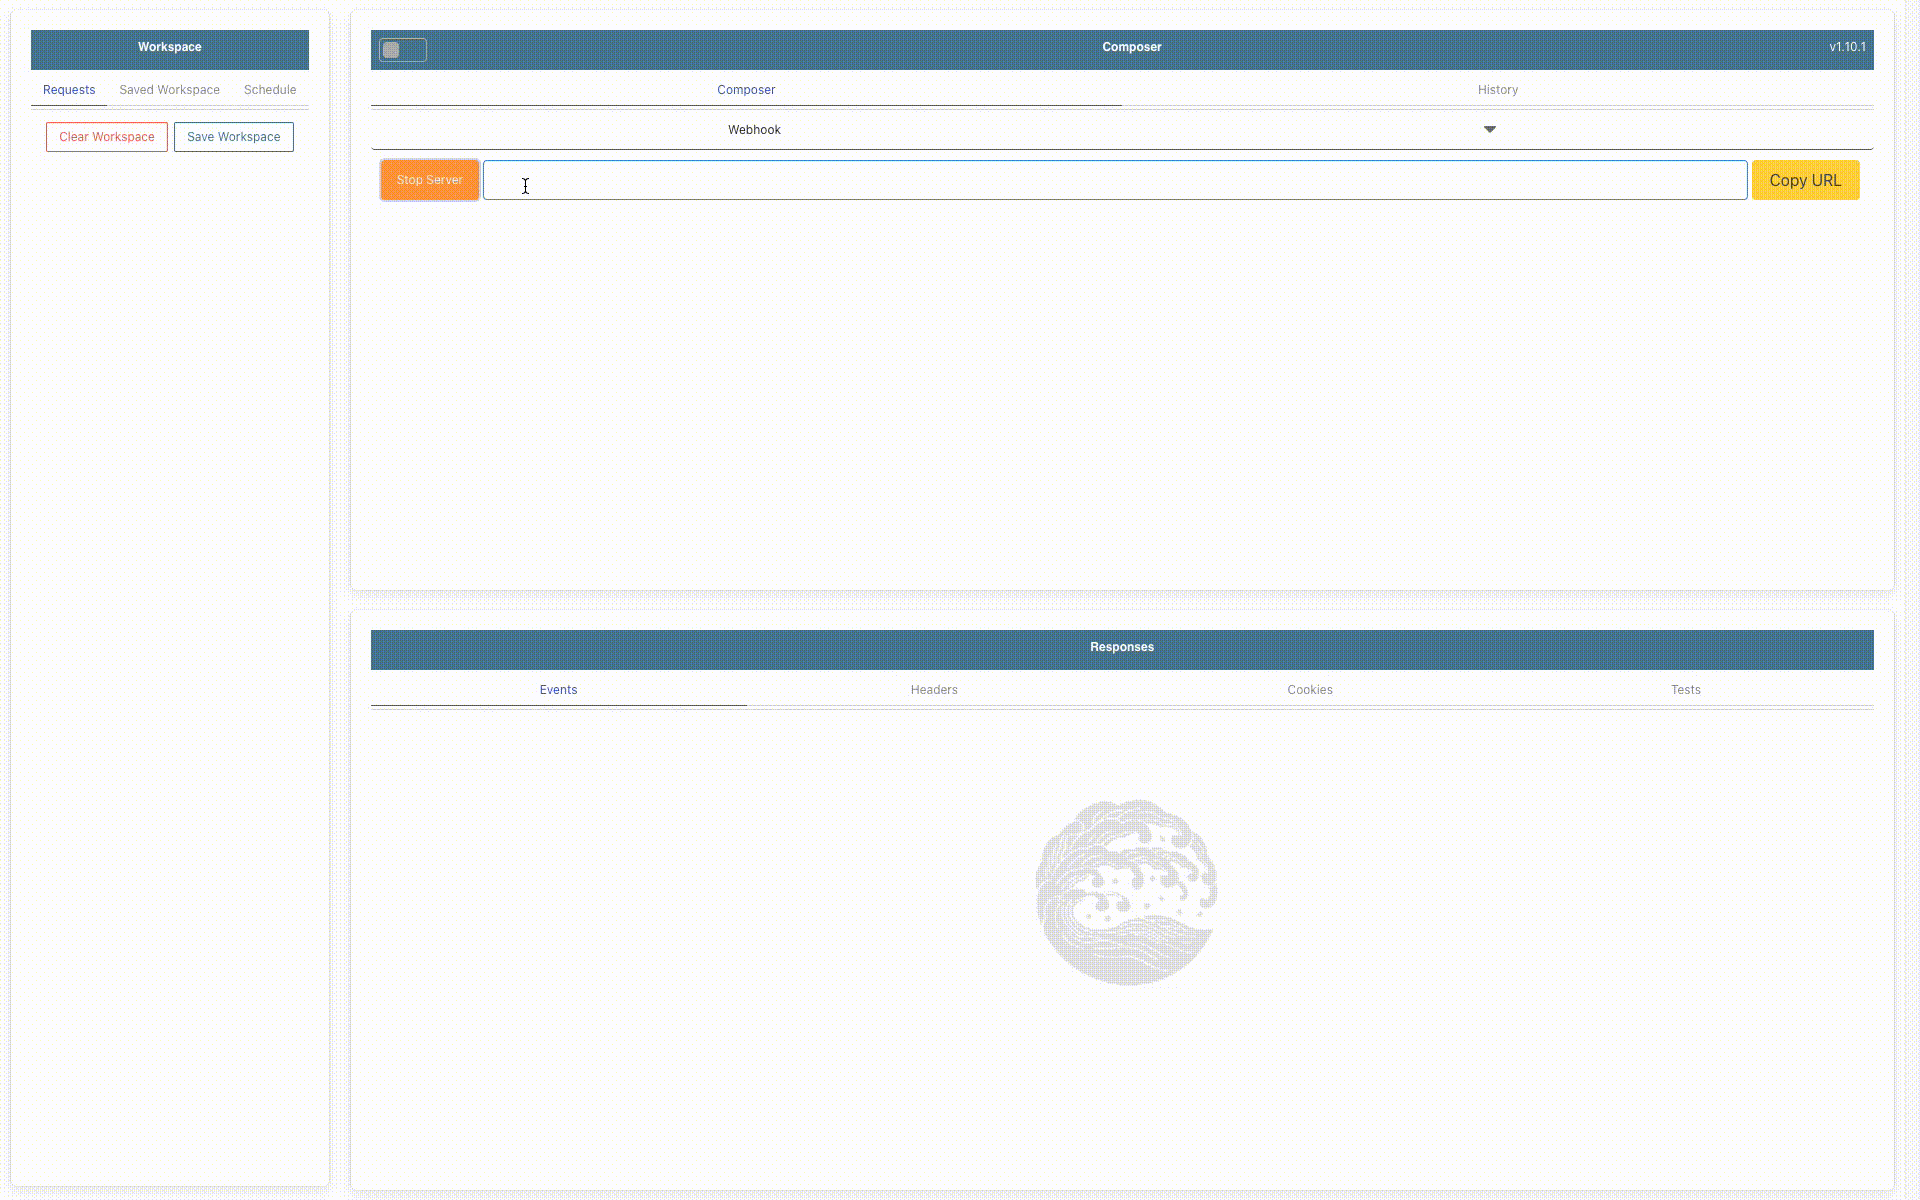 Workspace
Requests Saved Workspace Schedule
Clear Workspace Save Workspace
Composer v1.10.1
Composer History
Webhook
Stop Server Copy URL
Responses
Events Headers Cookies Tests